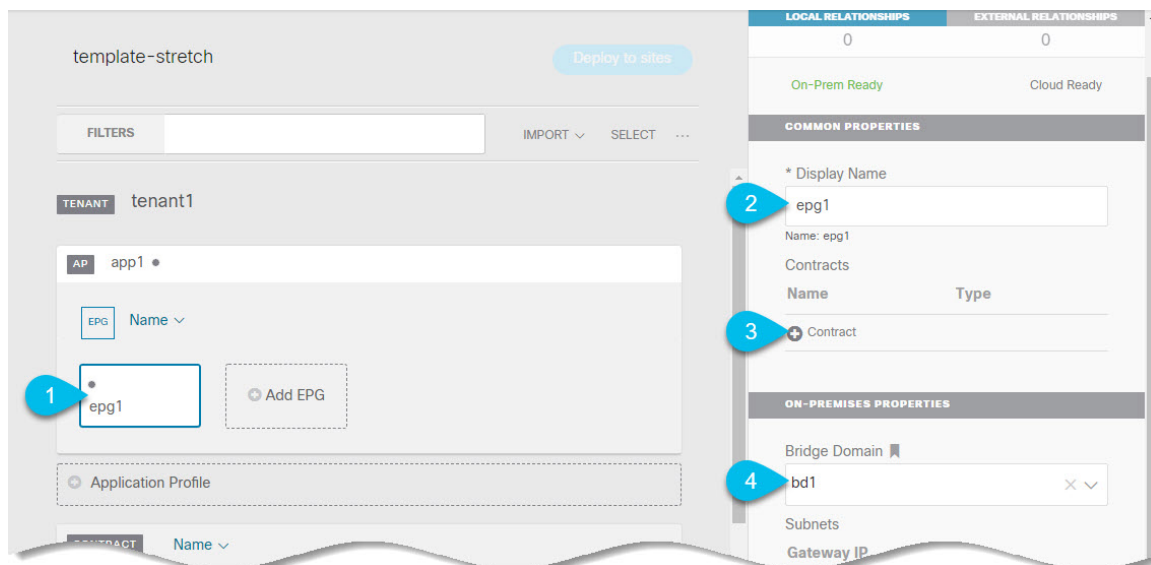 template-stretch
Deploy to sites
FILTERS
IMPORT SELECT ...
TENANT tenant1
AP app1
EPG Name
1
epg1
Add EPG
Application Profile
CONTRACT Name
LOCAL RELATIONSHIPS EXTERNAL RELATIONSHIPS
0 0
On-Prem Ready Cloud Ready
COMMON PROPERTIES
* Display Name
2 epg1
Name: epg1
Contracts
Name Type
3 Contract
ON-PREMISES PROPERTIES
Bridge Domain
4 bd1
Subnets
Gateway IP